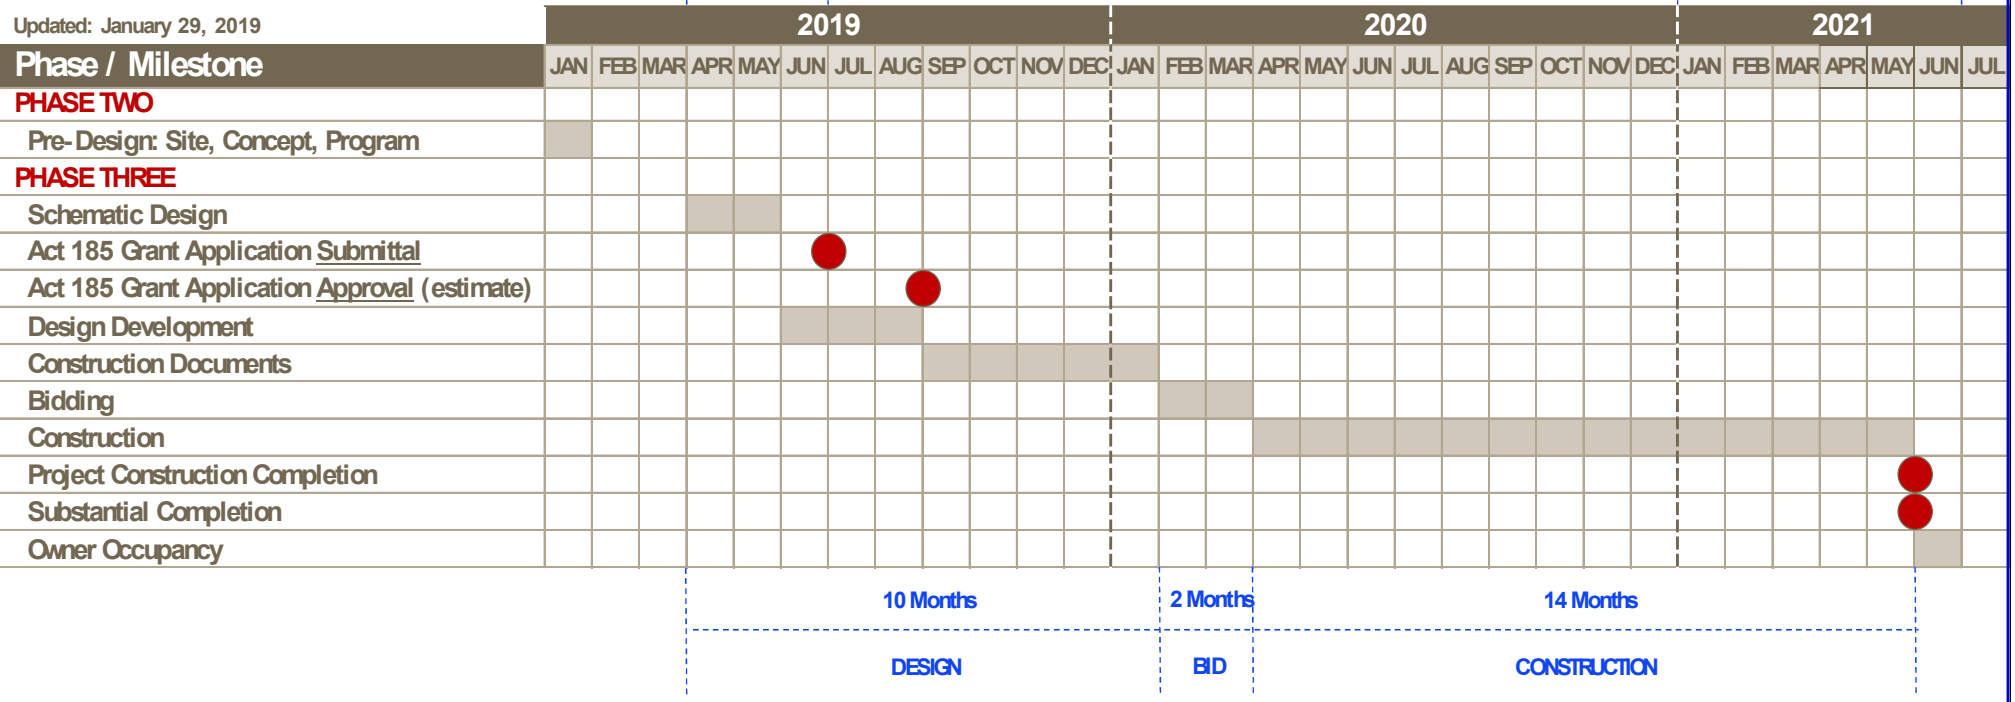 Updated: January 29, 2019
2019 2020 2021
Phase / Milestone JAN FEB MAR APR MAY JUN JUL AUG SEP OCT NOV DEC JAN FEB MAR APR MAY JUN JUL AUG SEP OCT NOV DEC JAN FEB MAR APR MAY JUN JUL
PHASE TWO
Pre-Design: Site, Concept, Program
PHASE THREE
Schematic Design
Act 185 Grant Application Submittal
Act 185 Grant Application Approval (estimate)
Design Development
Construction Documents
Bidding
Construction
Project Construction Completion
Substantial Completion
Owner Occupancy
10 Months 2 Months 14 Months
DESIGN BID CONSTRUCTION